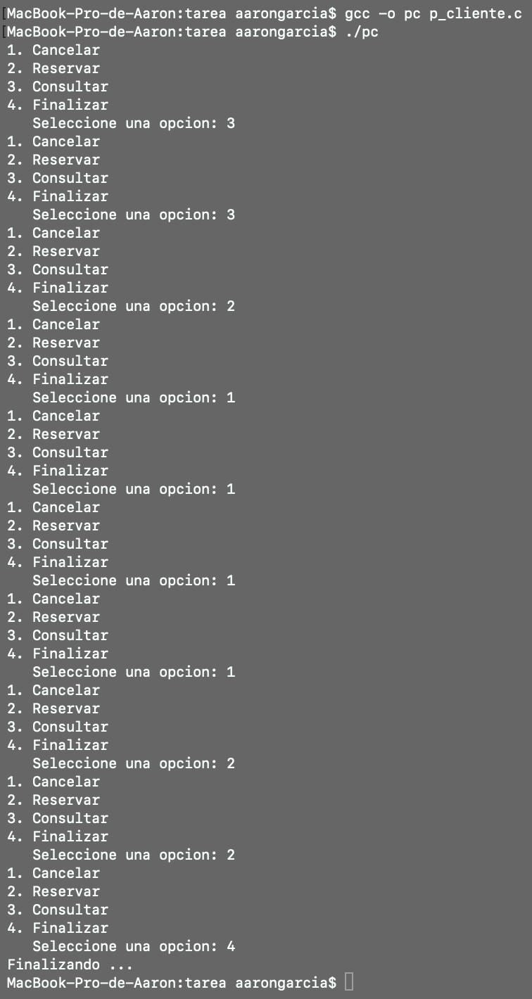 [MacBook-Pro-de-Aaron:tarea aarongarcia$ gcc -o pc p_cliente.c
[MacBook-Pro-de-Aaron:tarea aarongarcia$ ./pc
1. Cancelar
2. Reservar
3. Consultar
4. Finalizar
   Seleccione una opcion: 3
1. Cancelar
2. Reservar
3. Consultar
4. Finalizar
   Seleccione una opcion: 3
1. Cancelar
2. Reservar
3. Consultar
4. Finalizar
   Seleccione una opcion: 2
1. Cancelar
2. Reservar
3. Consultar
4. Finalizar
   Seleccione una opcion: 1
1. Cancelar
2. Reservar
3. Consultar
4. Finalizar
   Seleccione una opcion: 1
1. Cancelar
2. Reservar
3. Consultar
4. Finalizar
   Seleccione una opcion: 1
1. Cancelar
2. Reservar
3. Consultar
4. Finalizar
   Seleccione una opcion: 1
1. Cancelar
2. Reservar
3. Consultar
4. Finalizar
   Seleccione una opcion: 2
1. Cancelar
2. Reservar
3. Consultar
4. Finalizar
   Seleccione una opcion: 2
1. Cancelar
2. Reservar
3. Consultar
4. Finalizar
   Seleccione una opcion: 4
Finalizando ...
MacBook-Pro-de-Aaron:tarea aarongarcia$